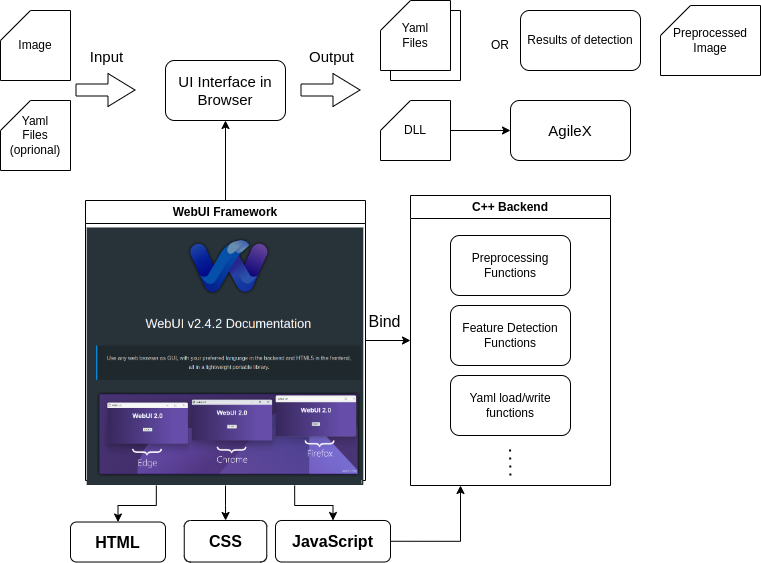 Image
Input
Yaml
Files
(oprional)
UI Interface in
Browser
Output
Yaml
Files
OR
Results of detection
Preprocessed
Image
DLL
AgileX
WebUI Framework
WebUI v2.4.2 Documentation
Use any web browser as GUI, with your preferred language in the backend and HTML5 in the frontend,
all in a lightweight portable library.
WebUI 2.0
WebUI 2.0
WebUI 2.0
Edge
Chrome
Firefox
Bind
C++ Backend
Preprocessing
Functions
Feature Detection
Functions
Yaml load/write
functions
HTML
CSS
JavaScript